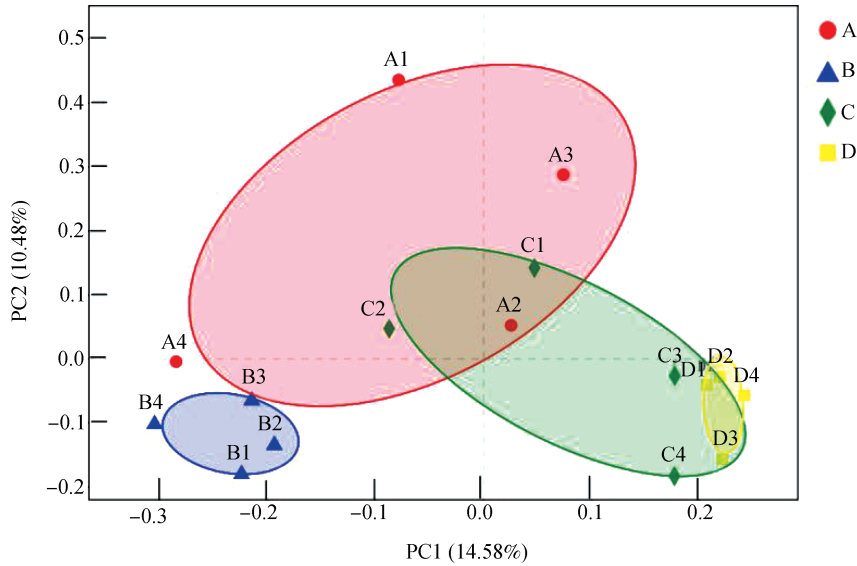 A
B
C
D
PC2 (10.48%)
0.5
0.4
0.3
0.2
0.1
0.0
−0.1
−0.2
A1
A3
C1
C2
A2
A4
B3
B4
B2
B1
C3
D2
D1
D4
D3
C4
−0.3
−0.2
−0.1
0.0
0.1
0.2
PC1 (14.58%)